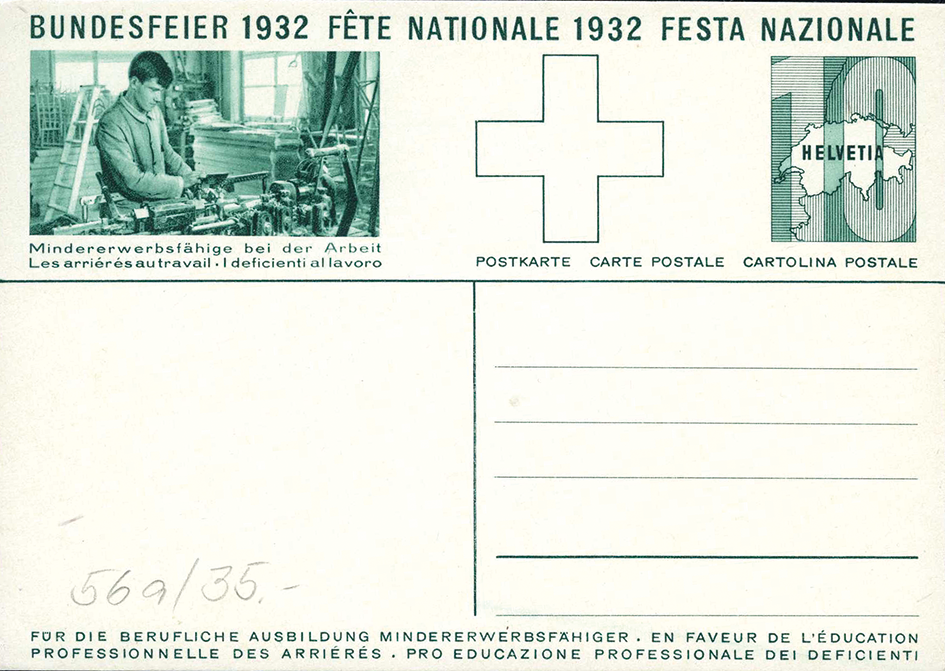 BUNDESFEIER 1932 FÊTE NATIONALE 1932 FESTA NAZIONALE
10
HELVETIA
Mindererwerbsfähige bei der Arbeit
Les arriérés au travail · I deficienti al lavoro
POSTKARTE CARTE POSTALE CARTOLINA POSTALE
56a/35.-
FÜR DIE BERUFLICHE AUSBILDUNG MINDERERWERBSFÄHIGER · EN FAVEUR DE L'ÉDUCATION
PROFESSIONNELLE DES ARRIÉRÉS · PRO EDUCAZIONE PROFESSIONALE DEI DEFICIENTI